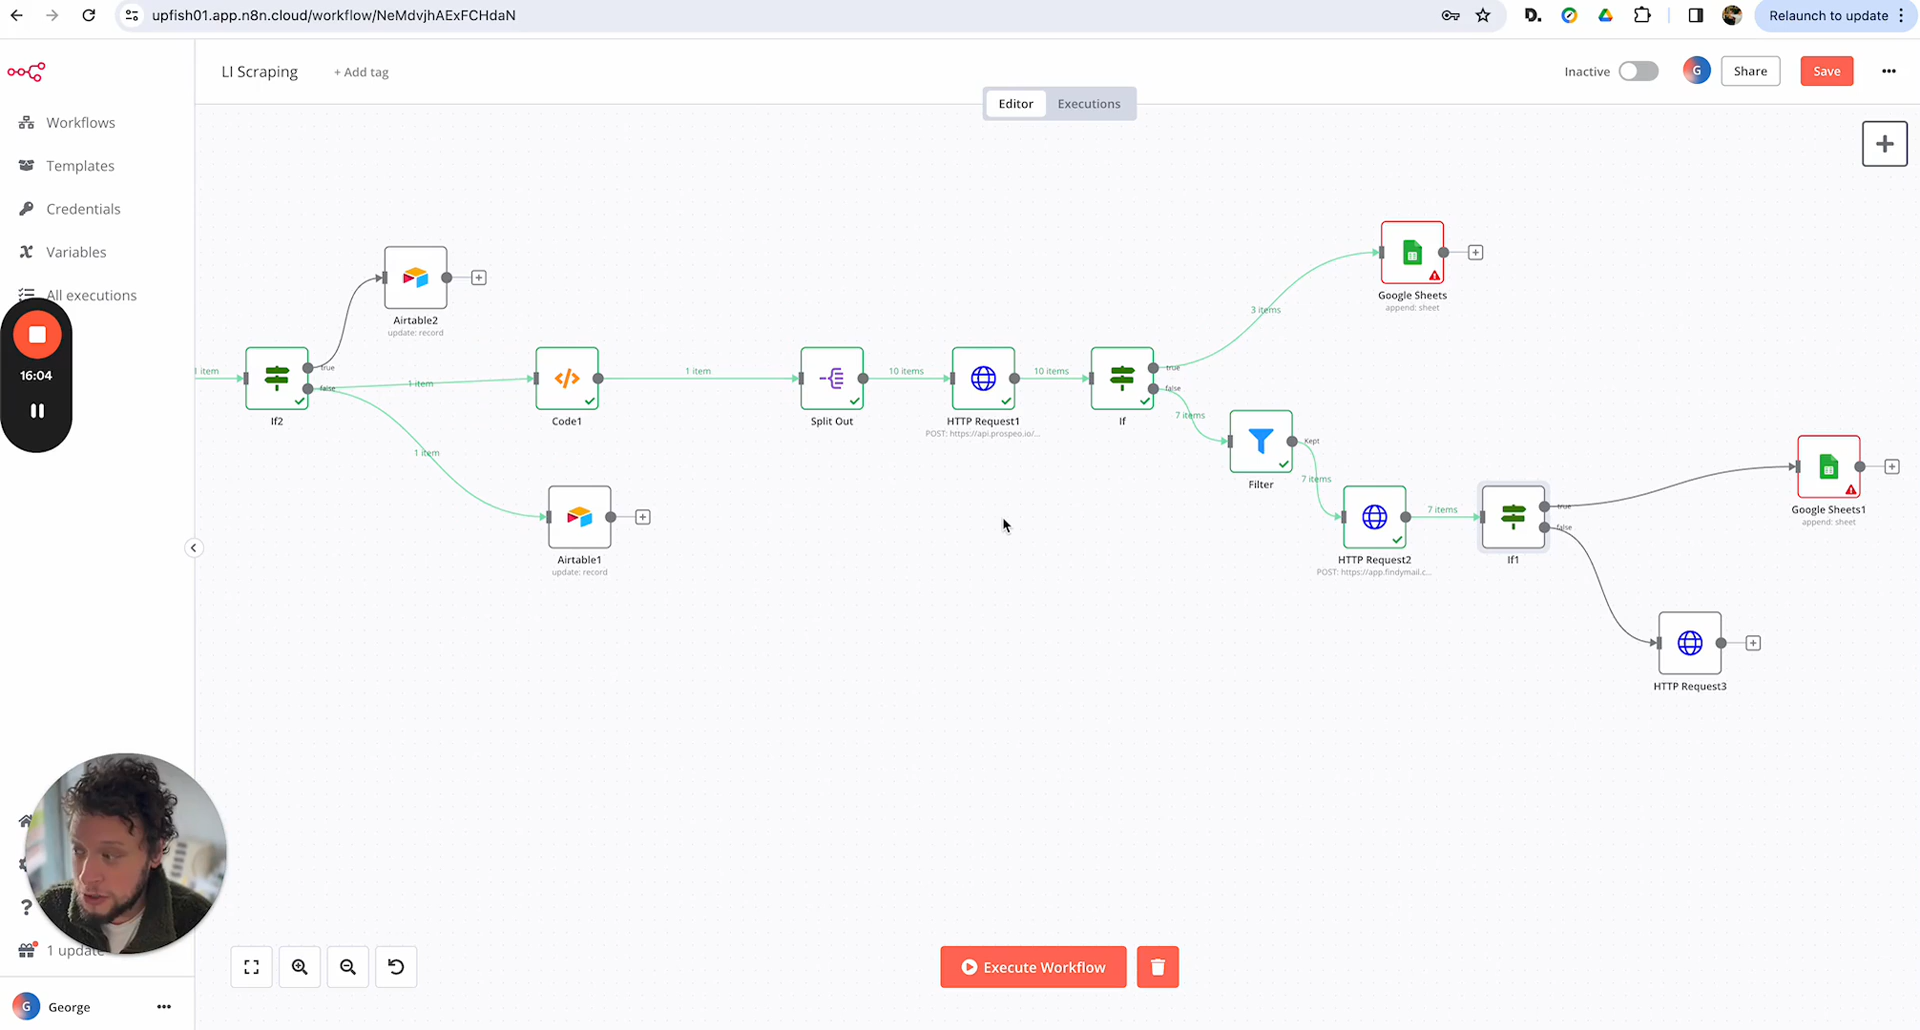 upfish01.app.n8n.cloud/workflow/NeMdvjhAExFCHdaN
D.
Relaunch to update
LI Scraping
+ Add tag
Inactive
G
Share
Save
Editor
Executions
Workflows
Templates
Credentials
Variables
All executions
16:04
Google Sheets
append: sheet
3 items
Airtable2
update: record
1 item
true
false
If2
1 item
Code1
1 item
Split Out
10 items
HTTP Request1
POST: https://api.prospeo.io/...
10 items
true
false
If
7 items
Kept
Filter
7 items
1 item
Airtable1
update: record
HTTP Request2
POST: https://app.findymail.c...
7 items
true
false
If1
Google Sheets1
append: sheet
HTTP Request3
?
1 update
Execute Workflow
G
George